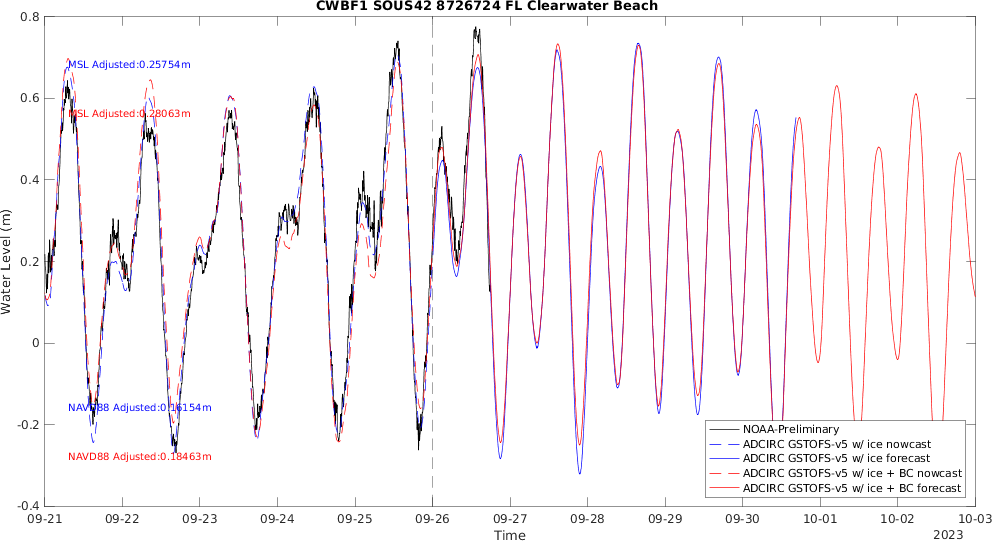 CWBF1 SOUS42 8726724 FL Clearwater Beach
0.8
0.6
0.4
0.2
0
-0.2
-0.4
Water Level (m)
MSL Adjusted:0.25754m
MSL Adjusted:0.28063m
NAVD88 Adjusted:0.16154m
NAVD88 Adjusted:0.18463m
NOAA-Preliminary
ADCIRC GSTOFS-v5 w/ ice nowcast
ADCIRC GSTOFS-v5 w/ ice forecast
ADCIRC GSTOFS-v5 w/ ice + BC nowcast
ADCIRC GSTOFS-v5 w/ ice + BC forecast
09-21 09-22 09-23 09-24 09-25 09-26 09-27 09-28 09-29 09-30 10-01 10-02 10-03
Time
2023